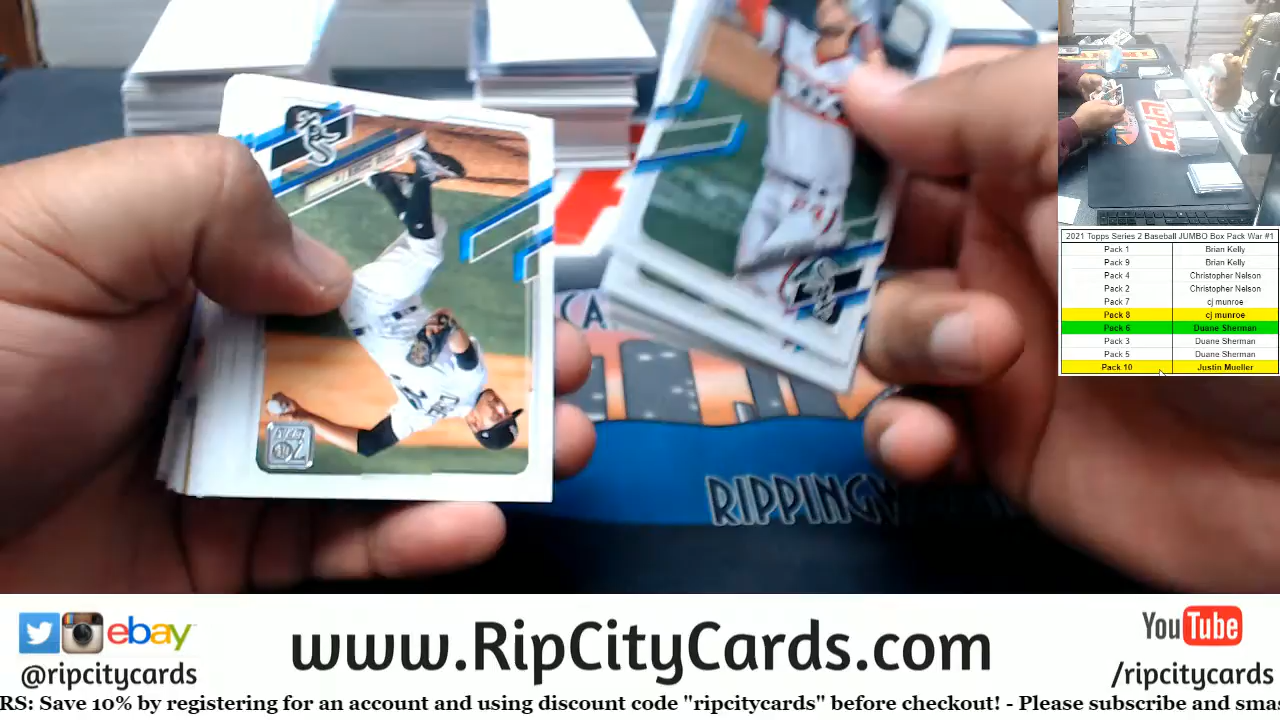 SOX
70
TOPPS
RIPPING
2021 Topps Series 2 Baseball JUMBO Box Pack War #1
Pack 1 Brian Kelly
Pack 9 Brian Kelly
Pack 4 Christopher Nelson
Pack 2 Christopher Nelson
Pack 7 cj munroe
Pack 8 cj munroe
Pack 6 Duane Sherman
Pack 3 Duane Sherman
Pack 5 Duane Sherman
Pack 10 Justin Mueller
ebay
@ripcitycards
www.RipCityCards.com
YouTube
/ripcitycards
RS: Save 10% by registering for an account and using discount code "ripcitycards" before checkout! - Please subscribe and smas